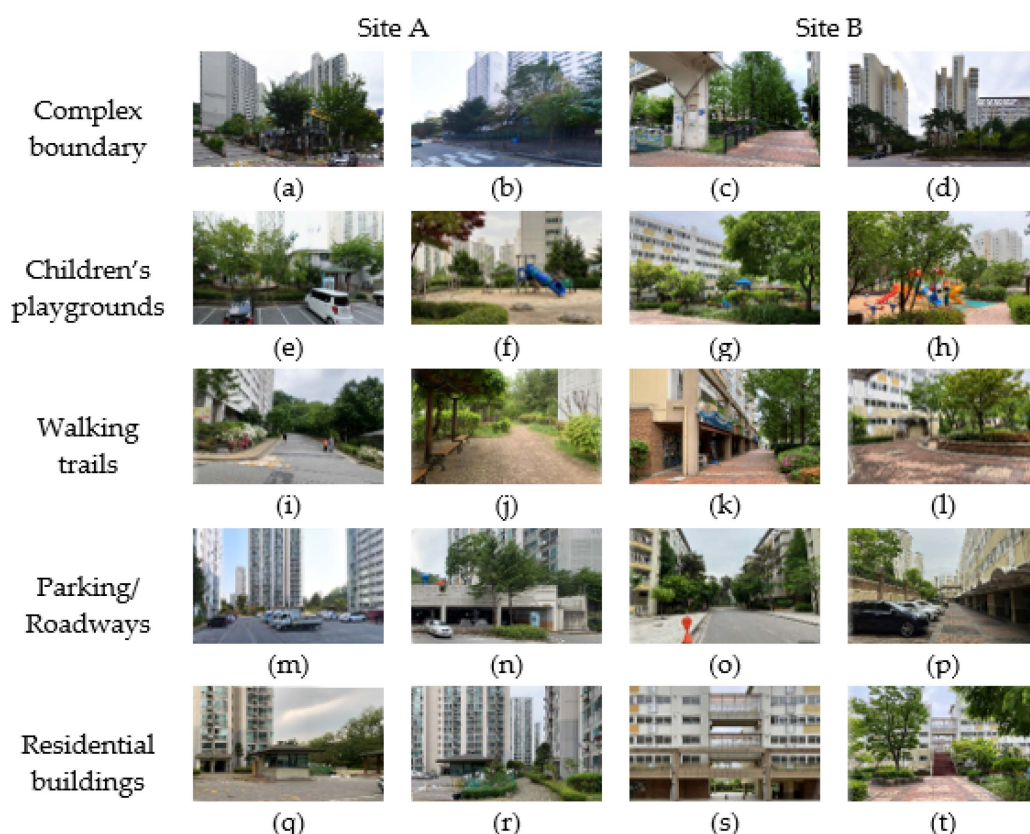 Site A Site B
Complex
boundary
(a) (b) (c) (d)
Children’s
playgrounds
(e) (f) (g) (h)
Walking
trails
(i) (j) (k) (l)
Parking/
Roadways
(m) (n) (o) (p)
Residential
buildings
(q) (r) (s) (t)